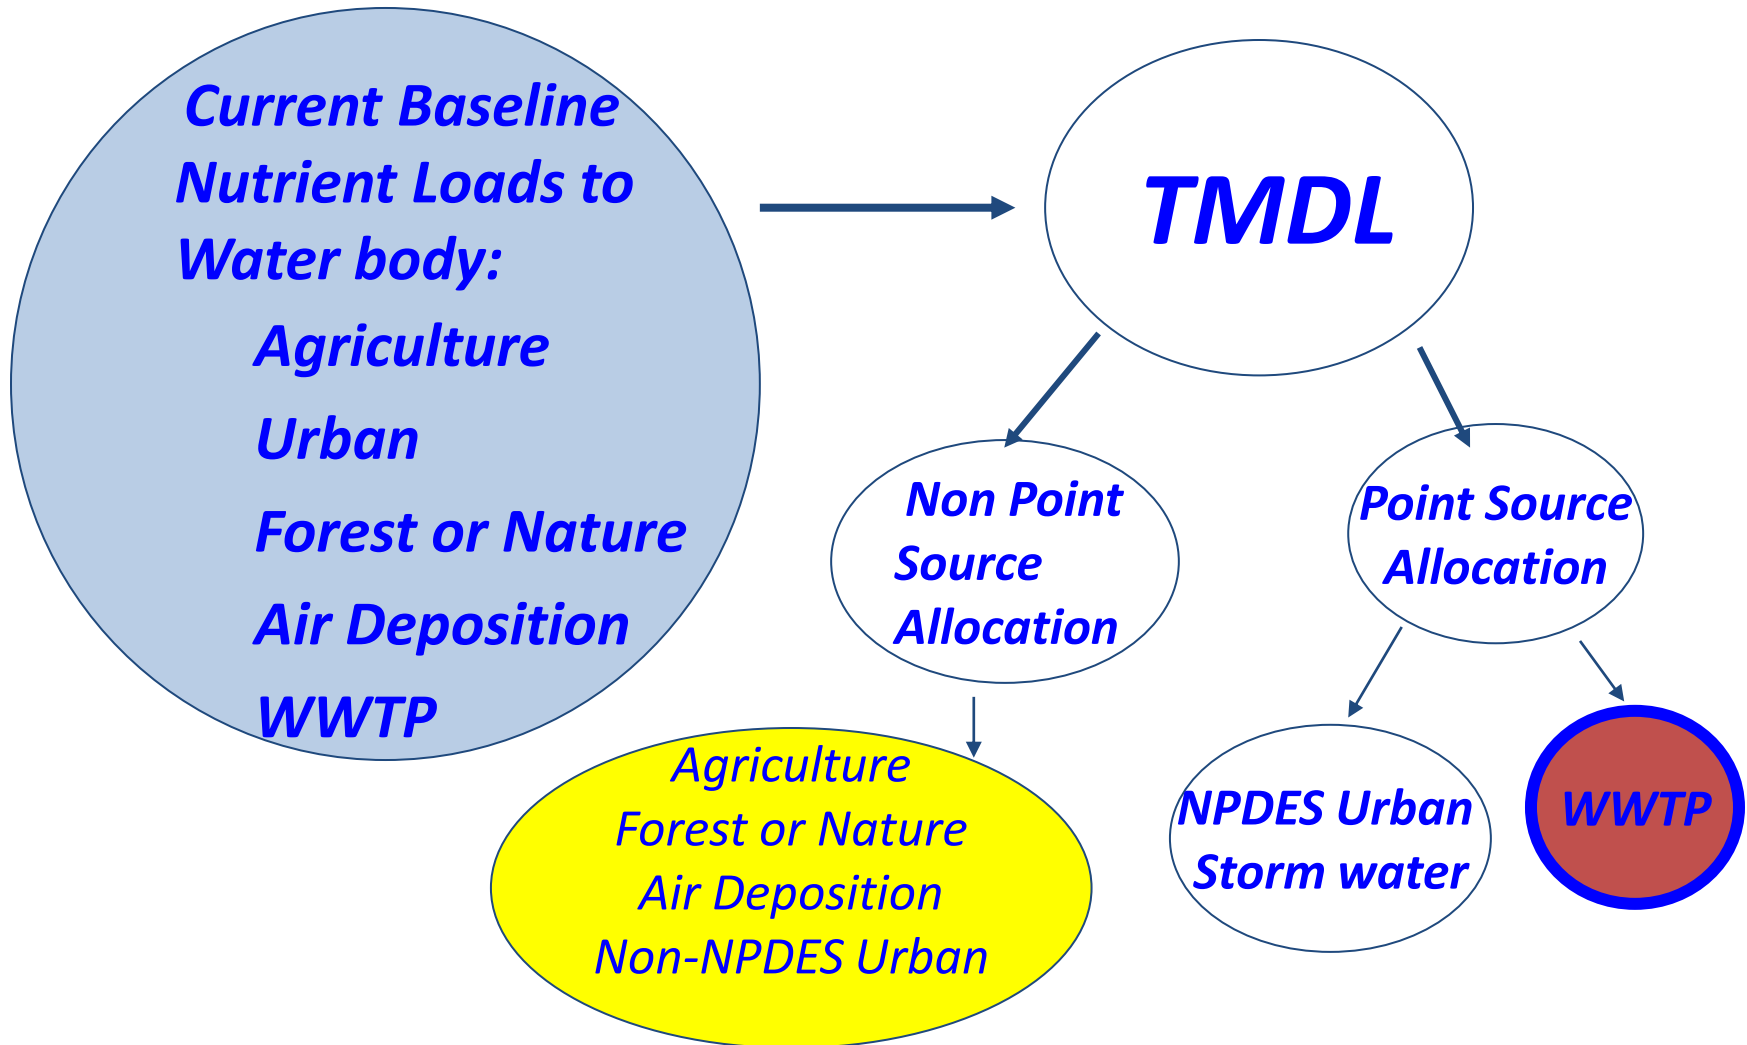 Current Baseline
Nutrient Loads to
Water body:
Agriculture
Urban
Forest or Nature
Air Deposition
WWTP
TMDL
Non Point
Source
Allocation
Point Source
Allocation
Agriculture
Forest or Nature
Air Deposition
Non-NPDES Urban
NPDES Urban
Storm water
WWTP